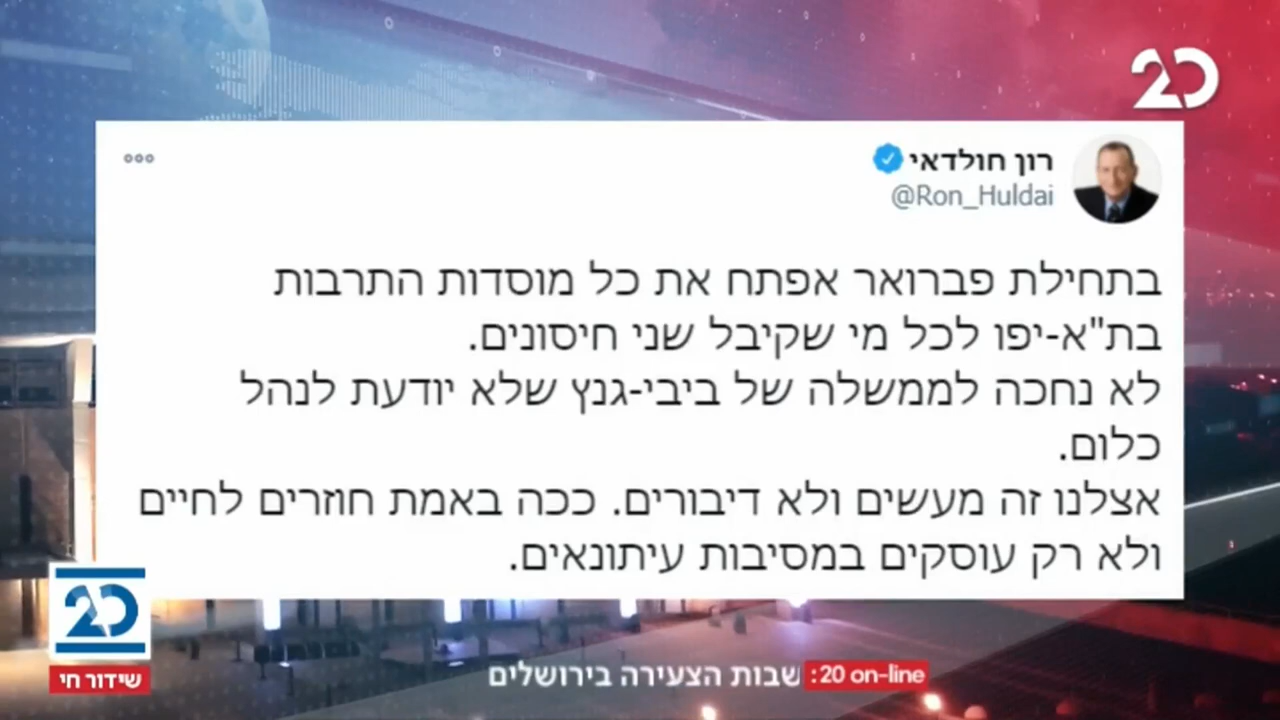 20
רון חולדאי
@Ron_Huldai
בתחילת פברואר אפתח את כל מוסדות התרבות
בת"א-יפו לכל מי שקיבל שני חיסונים.
לא נחכה לממשלה של ביבי-גנץ שלא יודעת לנהל
כלום.
אצלנו זה מעשים ולא דיבורים. ככה באמת חוזרים לחיים
ולא רק עוסקים במסיבות עיתונאים.
20
שידור חי
20 on-line: שבות הצעירה בירושלים